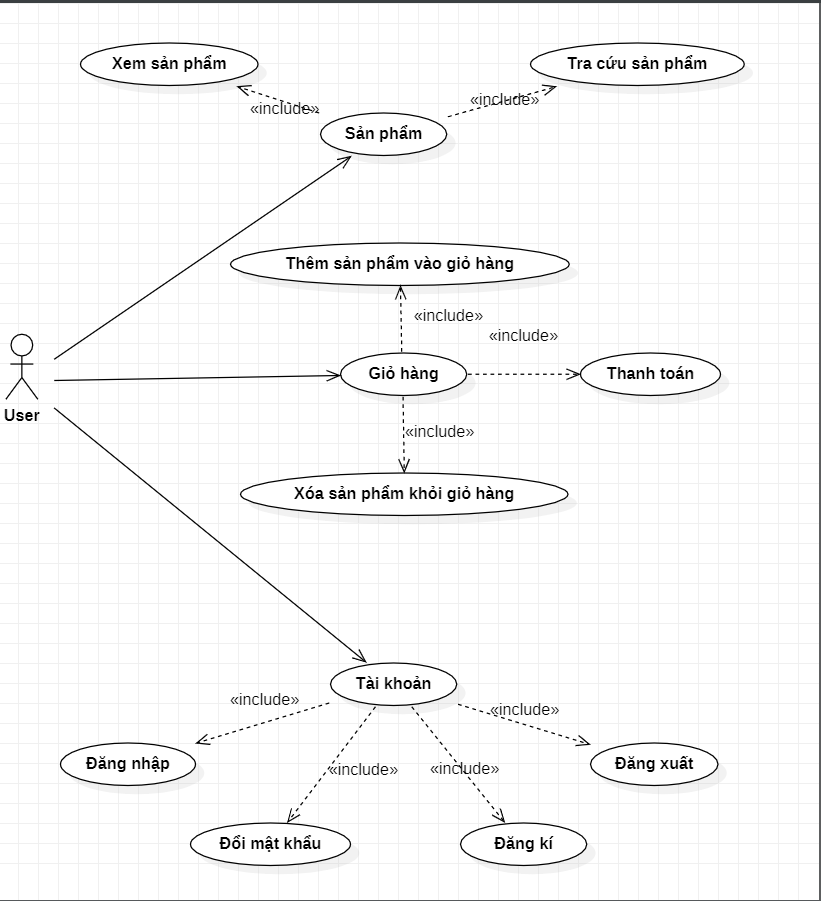 Xem sản phẩm
Tra cứu sản phẩm
«include»
«include»
Sản phẩm
Thêm sản phẩm vào giỏ hàng
«include»
«include»
Giỏ hàng
Thanh toán
User
«include»
Xóa sản phẩm khỏi giỏ hàng
Tài khoản
«include»
«include»
Đăng nhập
«include»
«include»
Đăng xuất
Đổi mật khẩu
Đăng kí